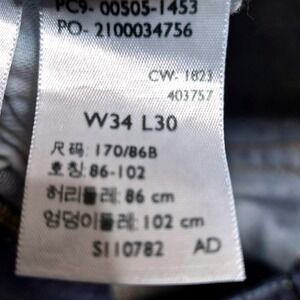 PC9- 00505-1453
PO- 2100034756
CW- 1823
403757
W34 L30
尺码: 170/86B
호칭: 86-102
허리둘레: 86 cm
엉덩이둘레: 102 cm
S110782 AD